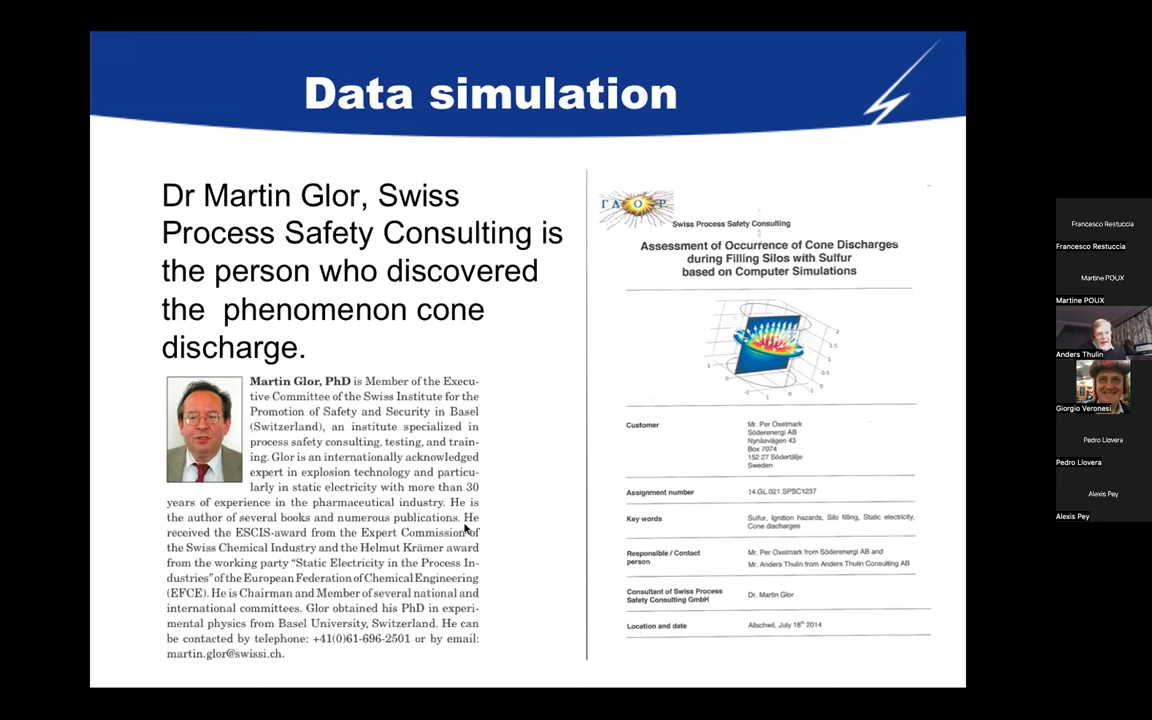 Data simulation
Dr Martin Glor, Swiss
Process Safety Consulting is
the person who discovered
the phenomenon cone
discharge.
Martin Glor, PhD is Member of the Execu-
tive Committee of the Swiss Institute for the
Promotion of Safety and Security in Basel
(Switzerland), an institute specialized in
process safety consulting, testing, and train-
ing. Glor is an internationally acknowledged
expert in explosion technology and particu-
larly in static electricity with more than 30
years of experience in the pharmaceutical industry. He is
the author of several books and numerous publications. He
received the ESCIS-award from the Expert Commission of
the Swiss Chemical Industry and the Helmut Krämer award
from the working party “Static Electricity in the Process In-
dustries” of the European Federation of Chemical Engineering
(EFCE). He is Chairman and Member of several national and
international committees. Glor obtained his PhD in experi-
mental physics from Basel University, Switzerland. He can
be contacted by telephone: +41(0)61-696-2501 or by email:
martin.glor@swissi.ch.
Swiss Process Safety Consulting
Assessment of Occurrence of Cone Discharges
during Filling Silos with Sulfur
based on Computer Simulations
2
1.5
1
0.5
0
1
0
-1
-1
0
1
Customer
Mr. Per Oxelmark
Söderenergi AB
Nynäsvägen 43
Box 7074
152 27 Södertälje
Sweden
Assignment number
14.GL.021.SPSC1237
Key words
Sulfur, Ignition hazards, Silo filling, Static electricity,
Cone discharges
Responsible / Contact
person
Mr. Per Oxelmark from Söderenergi AB and
Mr. Anders Thulin from Anders Thulin Consulting AB
Consultant of Swiss Process
Safety Consulting GmbH
Dr. Martin Glor
Location and date
Allschwil, July 18th 2014
Francesco Restuccia
Francesco Restuccia
Martine POUX
Martine POUX
Anders Thulin
Giorgio Veronesi
Pedro Llovera
Pedro Llovera
Alexis Pey
Alexis Pey